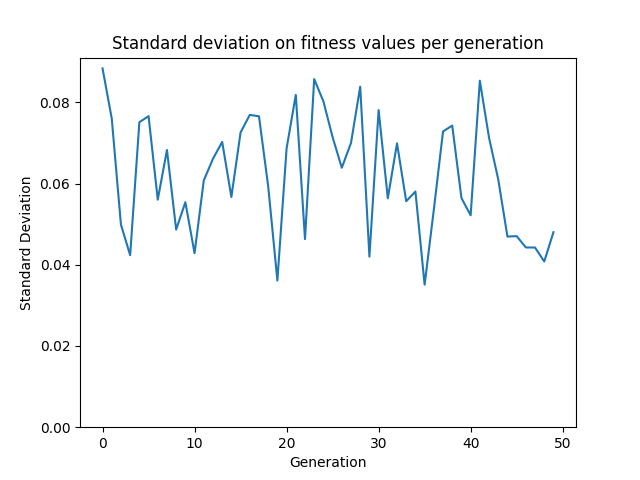 Standard deviation on fitness values per generation
Standard Deviation
0.08
0.06
0.04
0.02
0.00
0 10 20 30 40 50
Generation